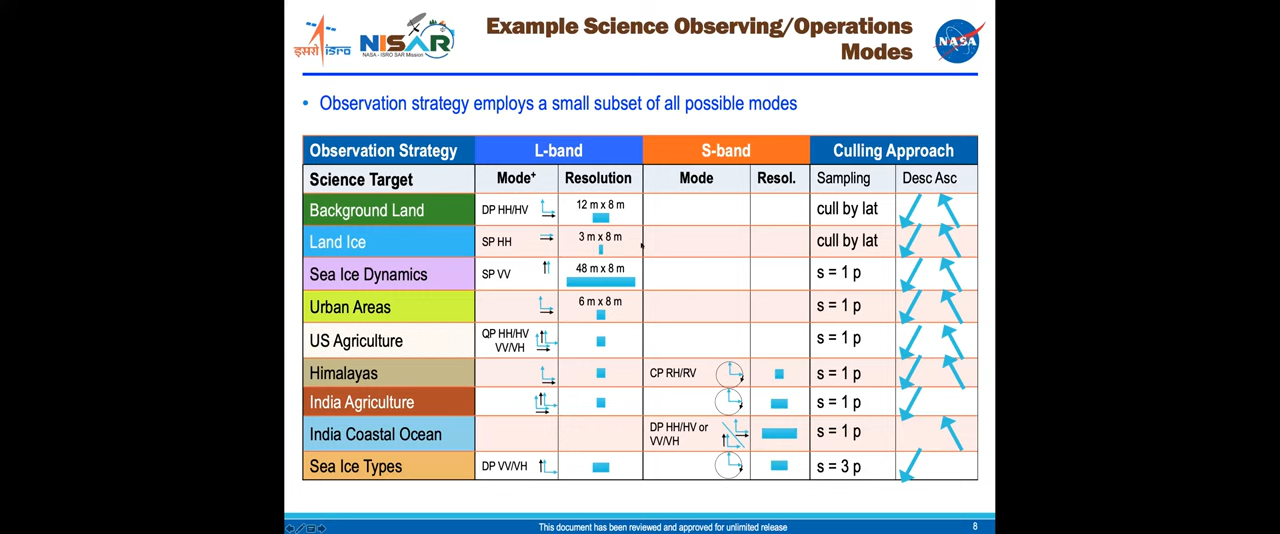 इसरो isro
NISAR
NASA - ISRO SAR Mission
Example Science Observing/Operations
Modes
NASA
• Observation strategy employs a small subset of all possible modes
Observation Strategy L-band S-band Culling Approach
Science Target Mode+ Resolution Mode Resol. Sampling Desc Asc
Background Land DP HH/HV 12 m x 8 m cull by lat
Land Ice SP HH 3 m x 8 m cull by lat
Sea Ice Dynamics SP VV 48 m x 8 m s = 1 p
Urban Areas 6 m x 8 m s = 1 p
US Agriculture QP HH/HV s = 1 p
VV/VH
Himalayas CP RH/RV s = 1 p
India Agriculture s = 1 p
India Coastal Ocean DP HH/HV or s = 1 p
VV/VH
Sea Ice Types DP VV/VH s = 3 p
This document has been reviewed and approved for unlimited release 8